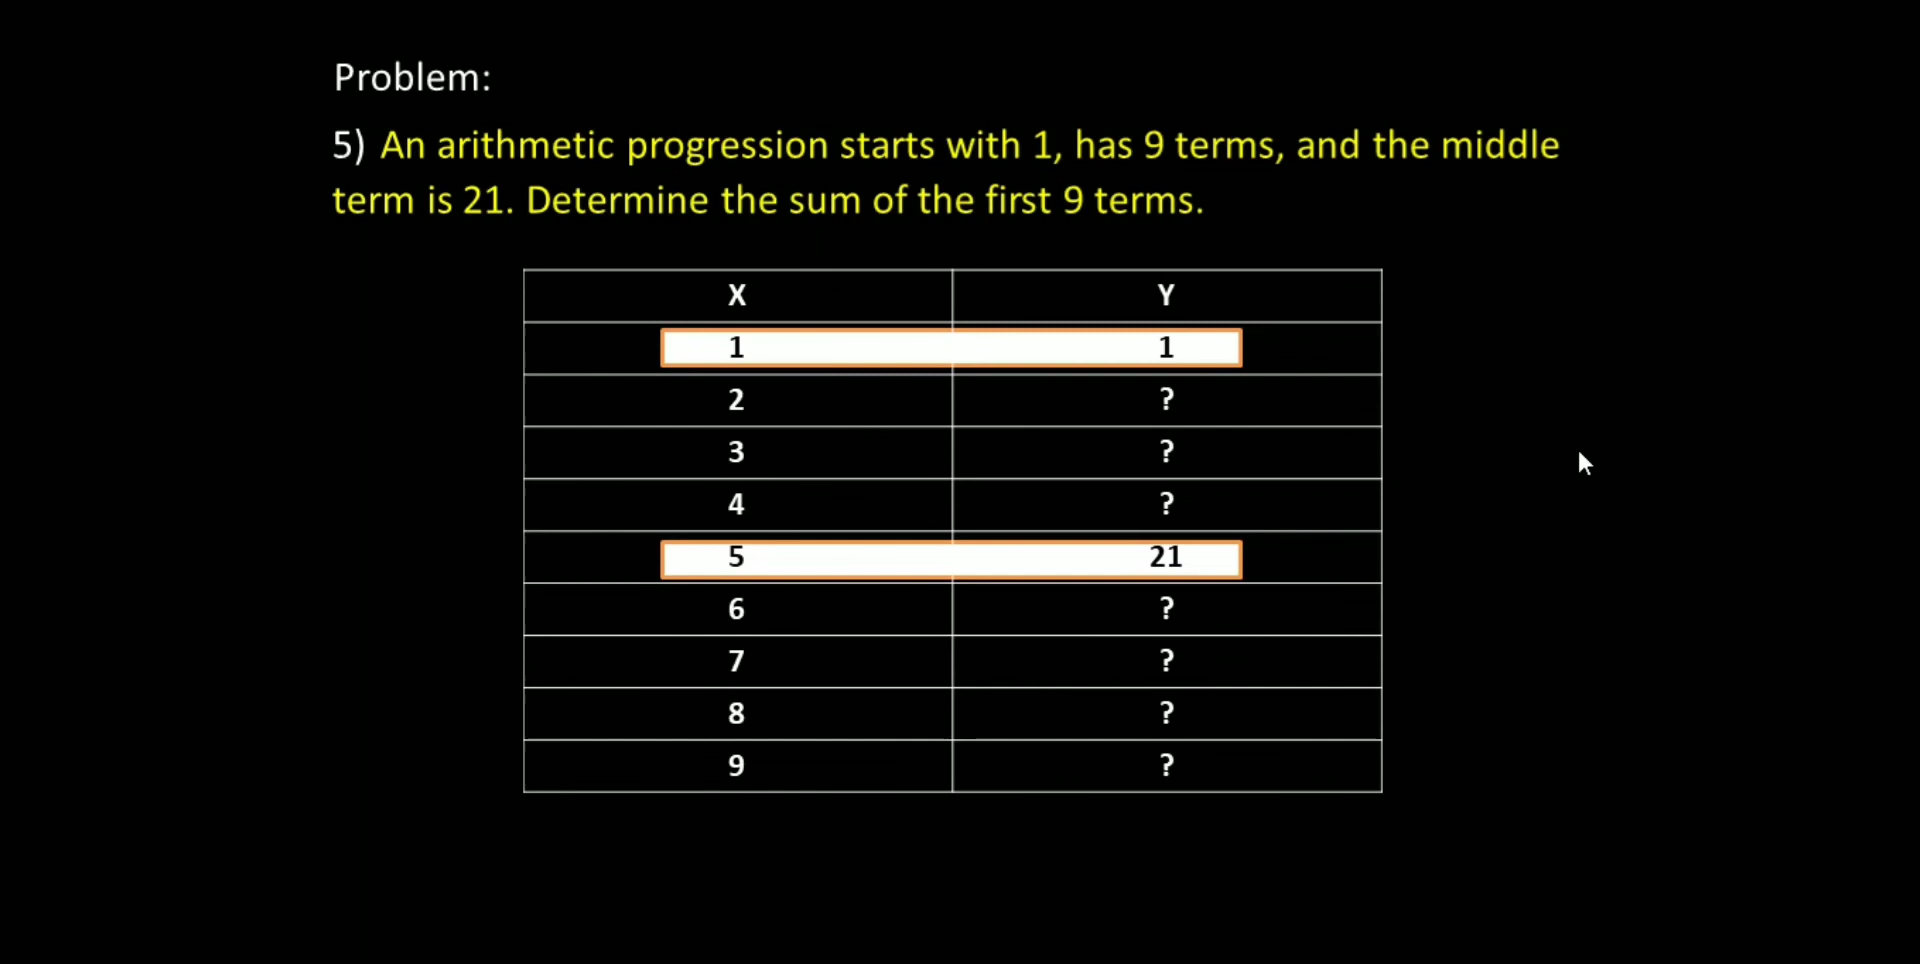 Problem:
5) An arithmetic progression starts with 1, has 9 terms, and the middle
term is 21. Determine the sum of the first 9 terms.
X Y
1 1
2 ?
3 ?
4 ?
5 21
6 ?
7 ?
8 ?
9 ?